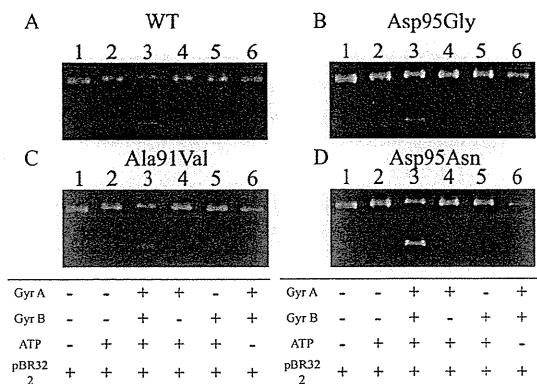 A WT
1 2 3 4 5 6
B Asp95Gly
1 2 3 4 5 6
C Ala91Val
1 2 3 4 5 6
D Asp95Asn
1 2 3 4 5 6
Gyr A - - + + - +
Gyr B - - + - + +
ATP - + + + + -
pBR32 2 + + + + + +
Gyr A - - + + - +
Gyr B - - + - + +
ATP - + + + + -
pBR32 2 + + + + + +